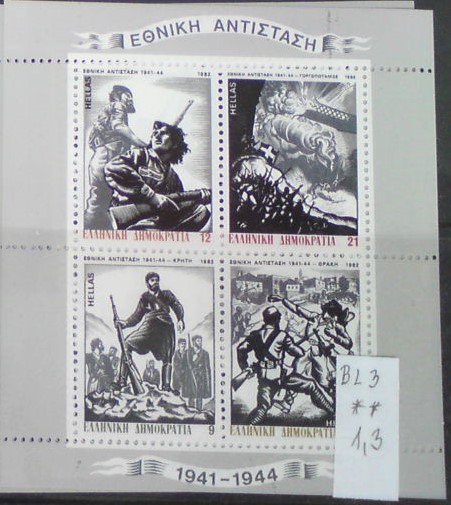 ΕΘΝΙΚΗ ΑΝΤΙΣΤΑΣΗ
ΕΘΝΙΚΗ ΑΝΤΙΣΤΑΣΗ 1941-44 1982
HELLAS
ΕΛΛΗΝΙΚΗ ΔΗΜΟΚΡΑΤΙΑ 12
ΕΘΝΙΚΗ ΑΝΤΙΣΤΑΣΗ 1941-44 - ΓΟΡΓΟΠΟΤΑΜΟΣ 1982
HELLAS
ΕΛΛΗΝΙΚΗ ΔΗΜΟΚΡΑΤΙΑ 21
ΕΘΝΙΚΗ ΑΝΤΙΣΤΑΣΗ 1941-44 - ΚΡΗΤΗ 1982
HELLAS
ΕΛΛΗΝΙΚΗ ΔΗΜΟΚΡΑΤΙΑ 9
ΕΘΝΙΚΗ ΑΝΤΙΣΤΑΣΗ 1941-44 - ΘΡΑΚΗ 1982
ΕΛΛΗΝΙΚΗ ΔΗΜΟ
BL3
**
1,3
1941-1944